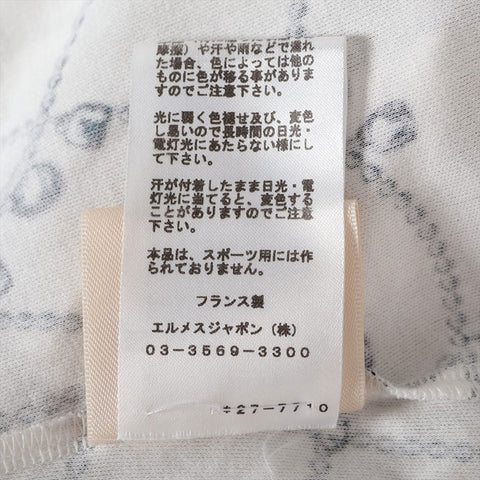 摩擦）や汗や雨などで濡れ
た場合、色によっては他の
ものに色が移る事がありま
すのでご注意下さい。
光に弱く色褪せ及び、変色
し易いので長時間の日光・
電灯光にあたらない様にし
て下さい。
汗が付着したまま日光・電
灯光に当てると、変色する
ことがありますのでご注意
下さい。
本品は、スポーツ用には作
られておりません。
フランス製
エルメスジャポン（株）
03-3569-3300
27-7710